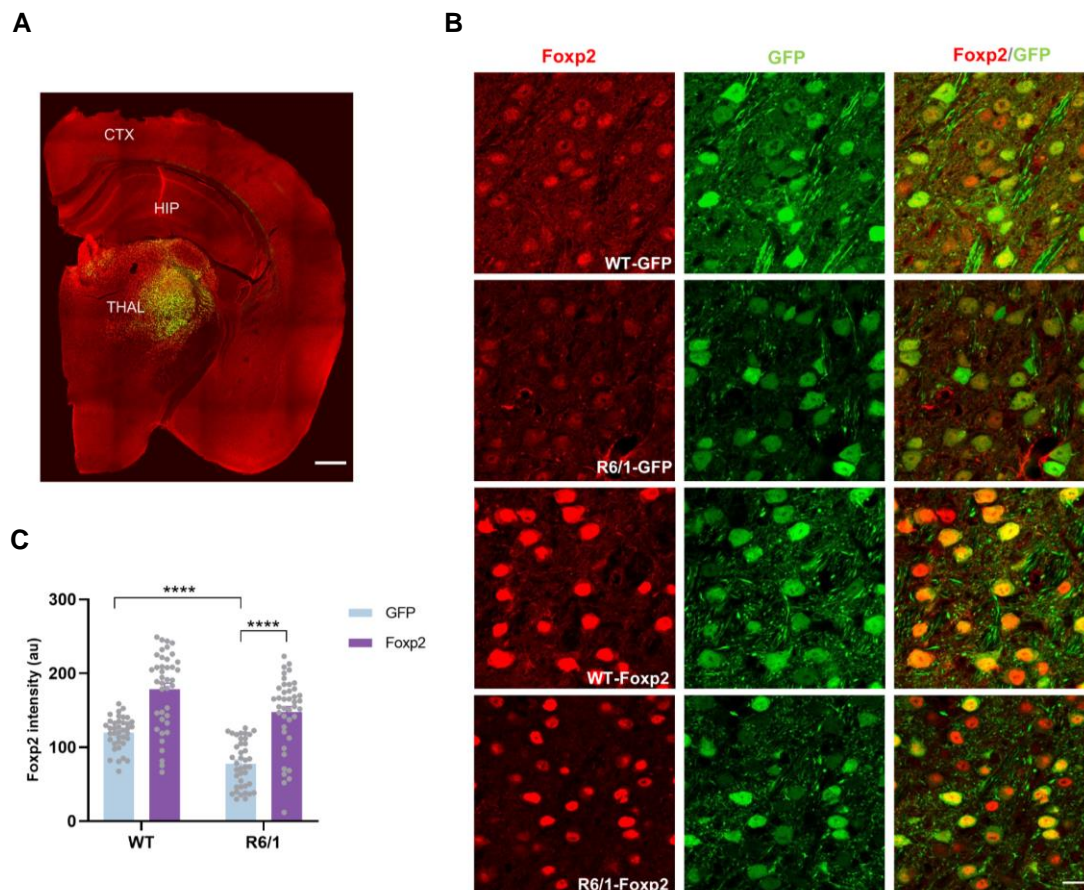 A
CTX
HIP
THAL
B
Foxp2
GFP
Foxp2/GFP
WT-GFP
R6/1-GFP
WT-Foxp2
R6/1-Foxp2
C
****
****
GFP
Foxp2
Foxp2 intensity (au)
300
200
100
0
WT
R6/1